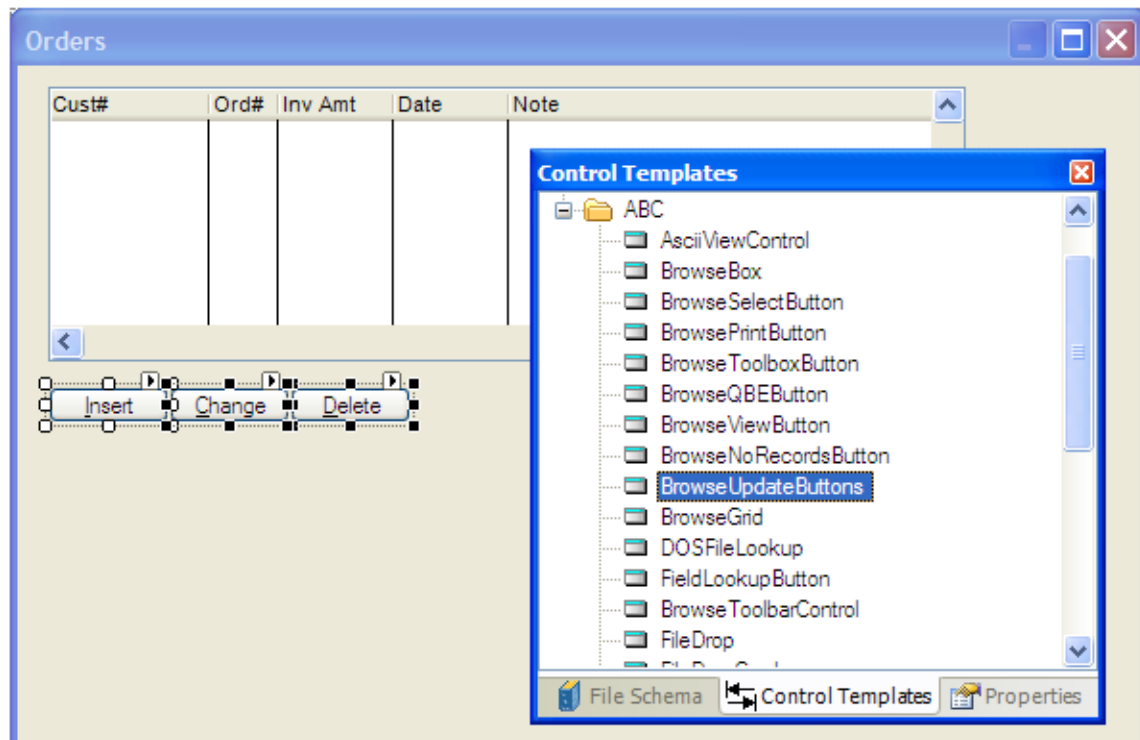 Orders
Cust# Ord# Inv Amt Date Note
Control Templates
ABC
AsciiViewControl
BrowseBox
BrowseSelectButton
BrowsePrintButton
BrowseToolboxButton
BrowseQBEButton
BrowseViewButton
BrowseNoRecordsButton
BrowseUpdateButtons
BrowseGrid
DOSFileLookup
FieldLookupButton
BrowseToolbarControl
FileDrop
Insert Change Delete
File Schema Control Templates Properties